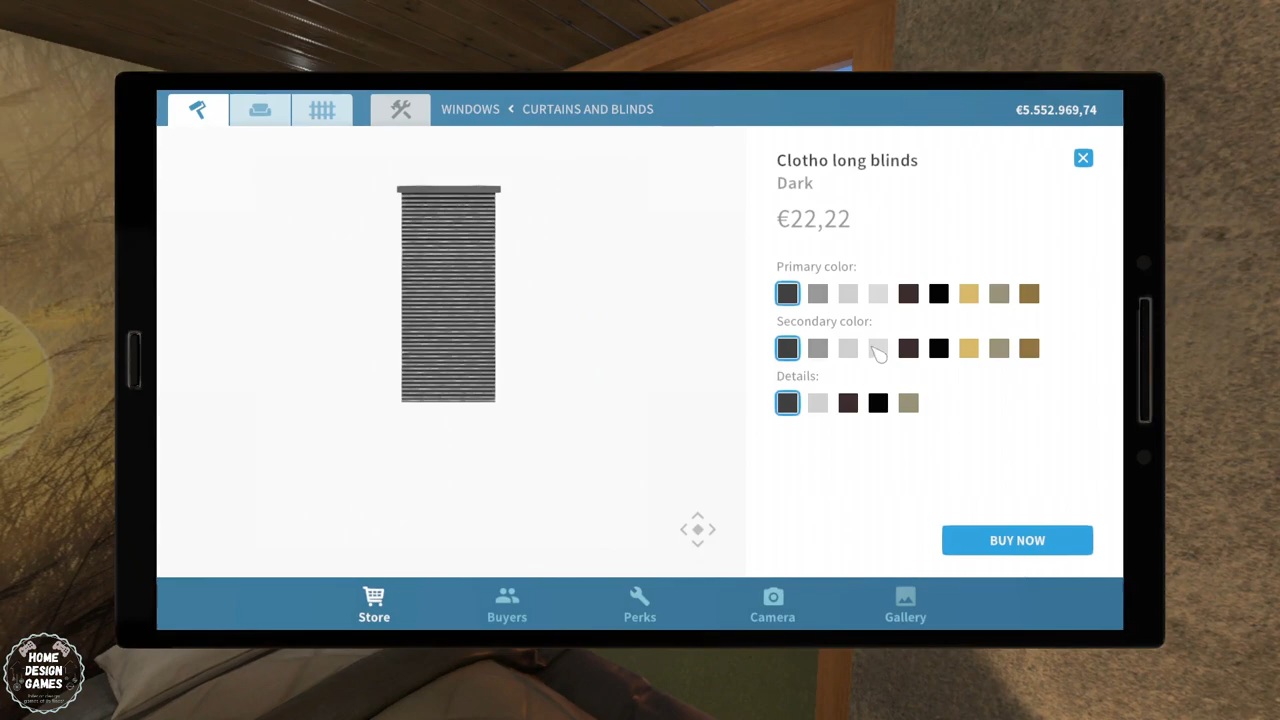 WINDOWS < CURTAINS AND BLINDS
€5.552.969,74
Clotho long blinds
Dark
€22,22
Primary color:
Secondary color:
Details:
BUY NOW
Store
Buyers
Perks
Camera
Gallery
HOME
DESIGN
GAMES